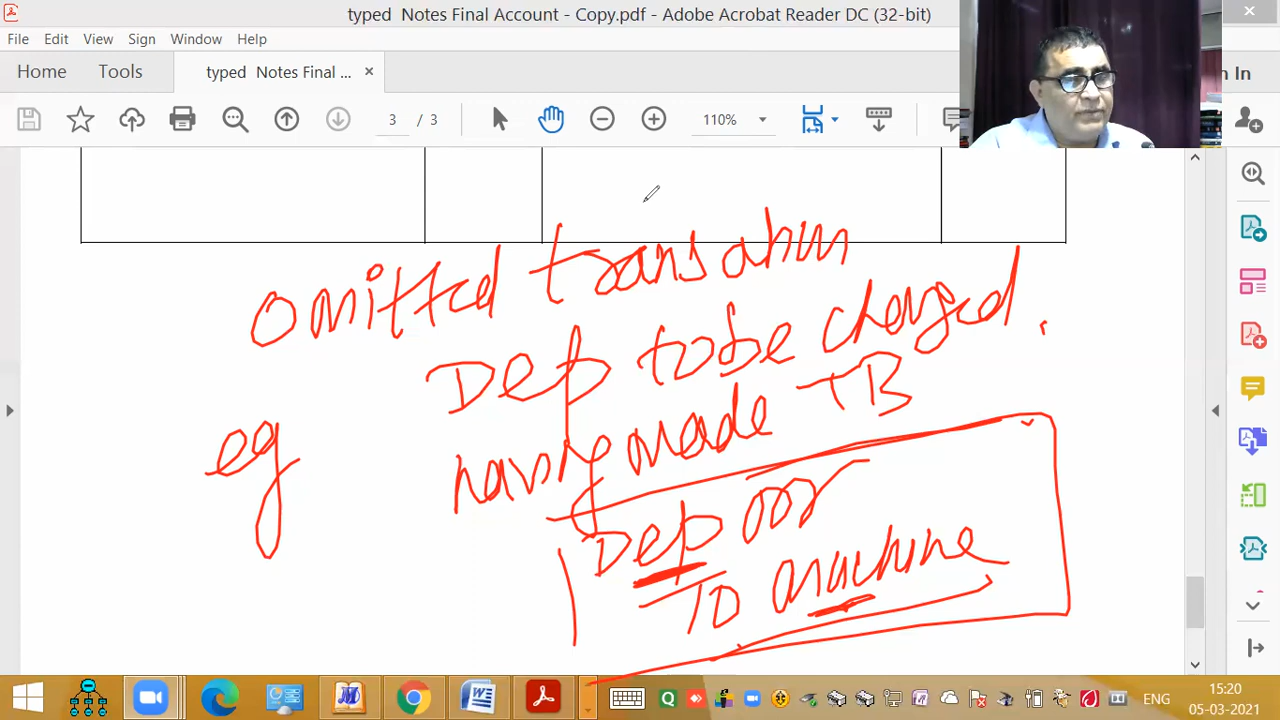 typed Notes Final Account - Copy.pdf - Adobe Acrobat Reader DC (32-bit)
File Edit View Sign Window Help
Home Tools typed Notes Final ... × n In
3 / 3 110%
omitted transation
Dep to be charged.
eg having made TB
Dep
To machine
ENG 15:20
05-03-2021